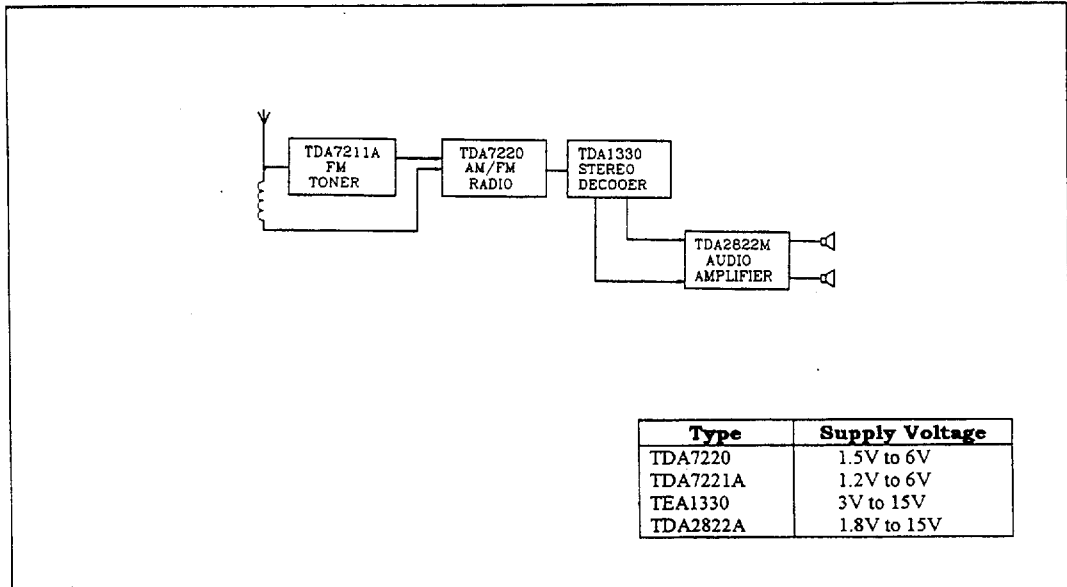 TDA7211A
FM
TONER
TDA7220
AM/FM
RADIO
TDA1330
STEREO
DECOOER
TDA2822M
AUDIO
AMPLIFIER
Type Supply Voltage
TDA7220 1.5V to 6V
TDA7221A 1.2V to 6V
TEA1330 3V to 15V
TDA2822A 1.8V to 15V